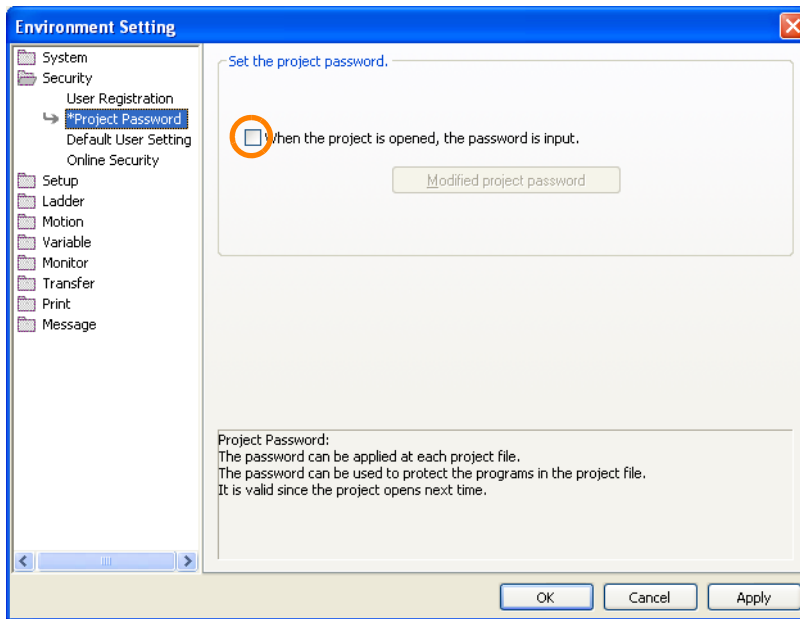 Environment Setting
System
Security
User Registration
*Project Password
Default User Setting
Online Security
Setup
Ladder
Motion
Variable
Monitor
Transfer
Print
Message
Set the project password.
When the project is opened, the password is input.
Modified project password
Project Password:
The password can be applied at each project file.
The password can be used to protect the programs in the project file.
It is valid since the project opens next time.
OK
Cancel
Apply